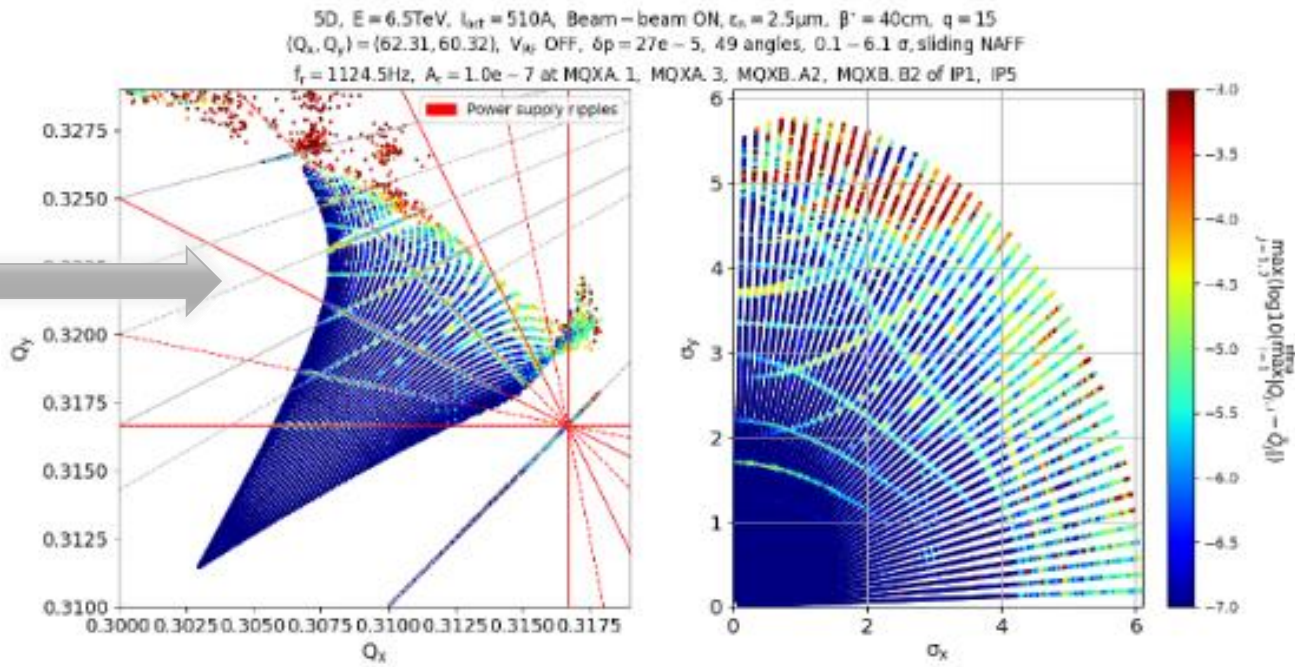 5D, E = 6.5TeV, I_oct = 510A, Beam − beam ON, ε_n = 2.5μm, β* = 40cm, q = 15
(Q_x, Q_y) = (62.31, 60.32), V_RF OFF, δp = 27e − 5, 49 angles, 0.1 − 6.1 σ, sliding NAFF
f_r = 1124.5Hz, A_r = 1.0e − 7 at MQXA.1, MQXA.3, MQXB.A2, MQXB.B2 of IP1, IP5
Power supply ripples
0.3275
0.3250
0.3200
0.3175
0.3150
0.3125
0.3100
Q_y
0.3000 0.3025 0.3050 0.3075 0.3100 0.3125 0.3150 0.3175
Q_x
6
5
4
3
2
1
0
σ_y
0 2 4 6
σ_x
−3.0
−3.5
−4.0
−4.5
−5.0
−5.5
−6.0
−6.5
−7.0
max (log10(max|Q